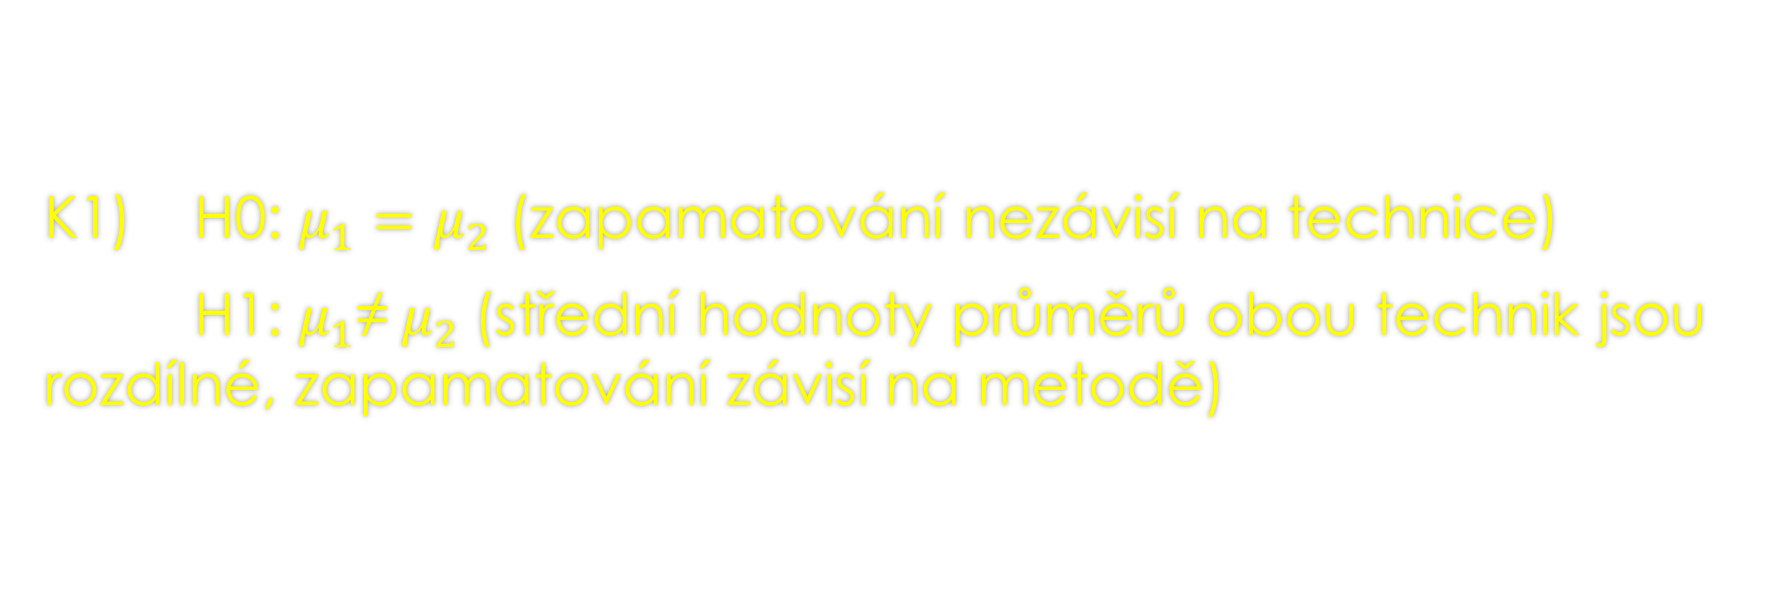 K1) H0: μ₁ = μ₂ (zapamatování nezávisí na technice)
H1: μ₁≠ μ₂ (střední hodnoty průměrů obou technik jsou
rozdílné, zapamatování závisí na metodě)